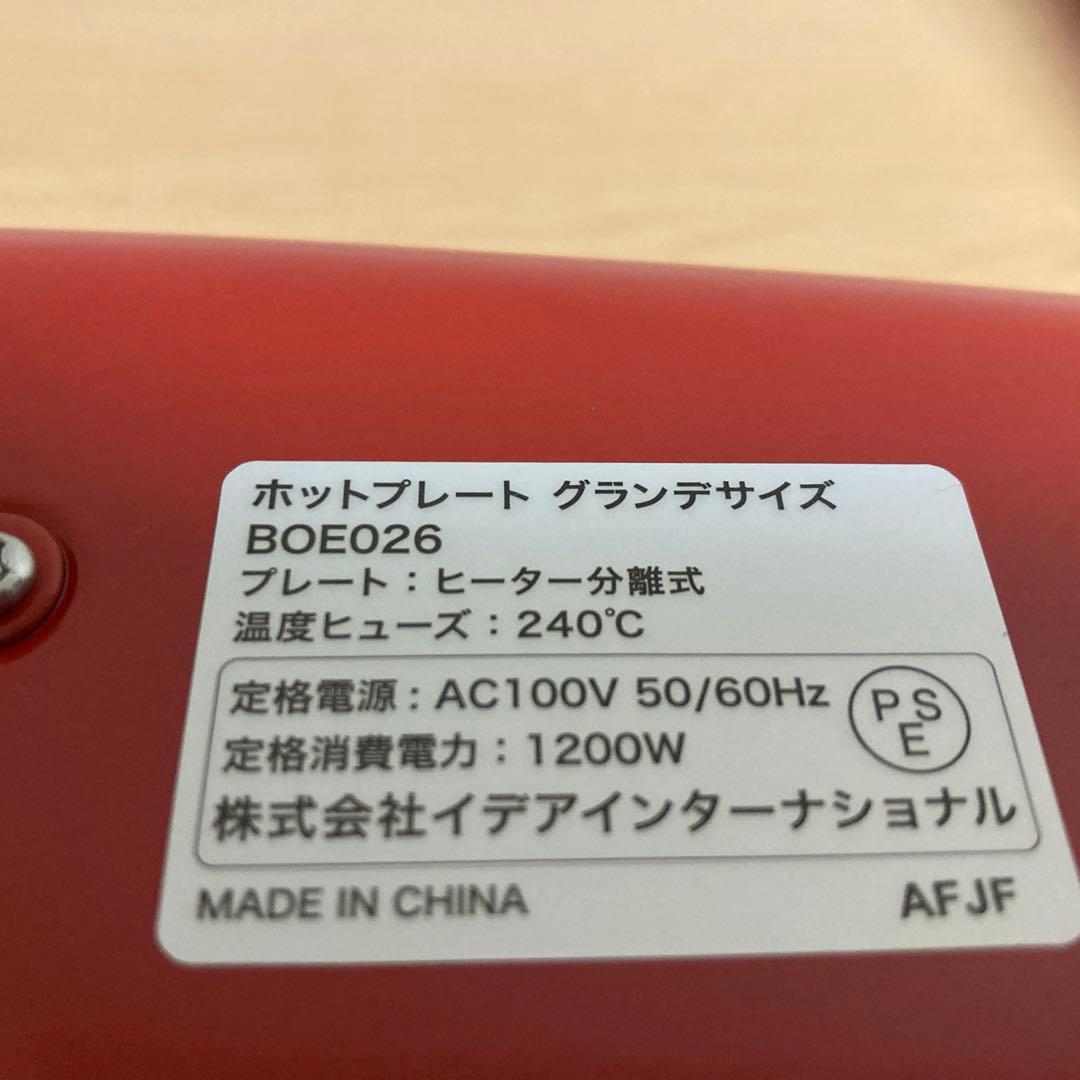 ホットプレート グランデサイズ
BOE026
プレート：ヒーター分離式
温度ヒューズ：240℃
定格電源：AC100V 50/60Hz
PSE
定格消費電力：1200W
株式会社イデアインターナショナル
MADE IN CHINA
AFJF